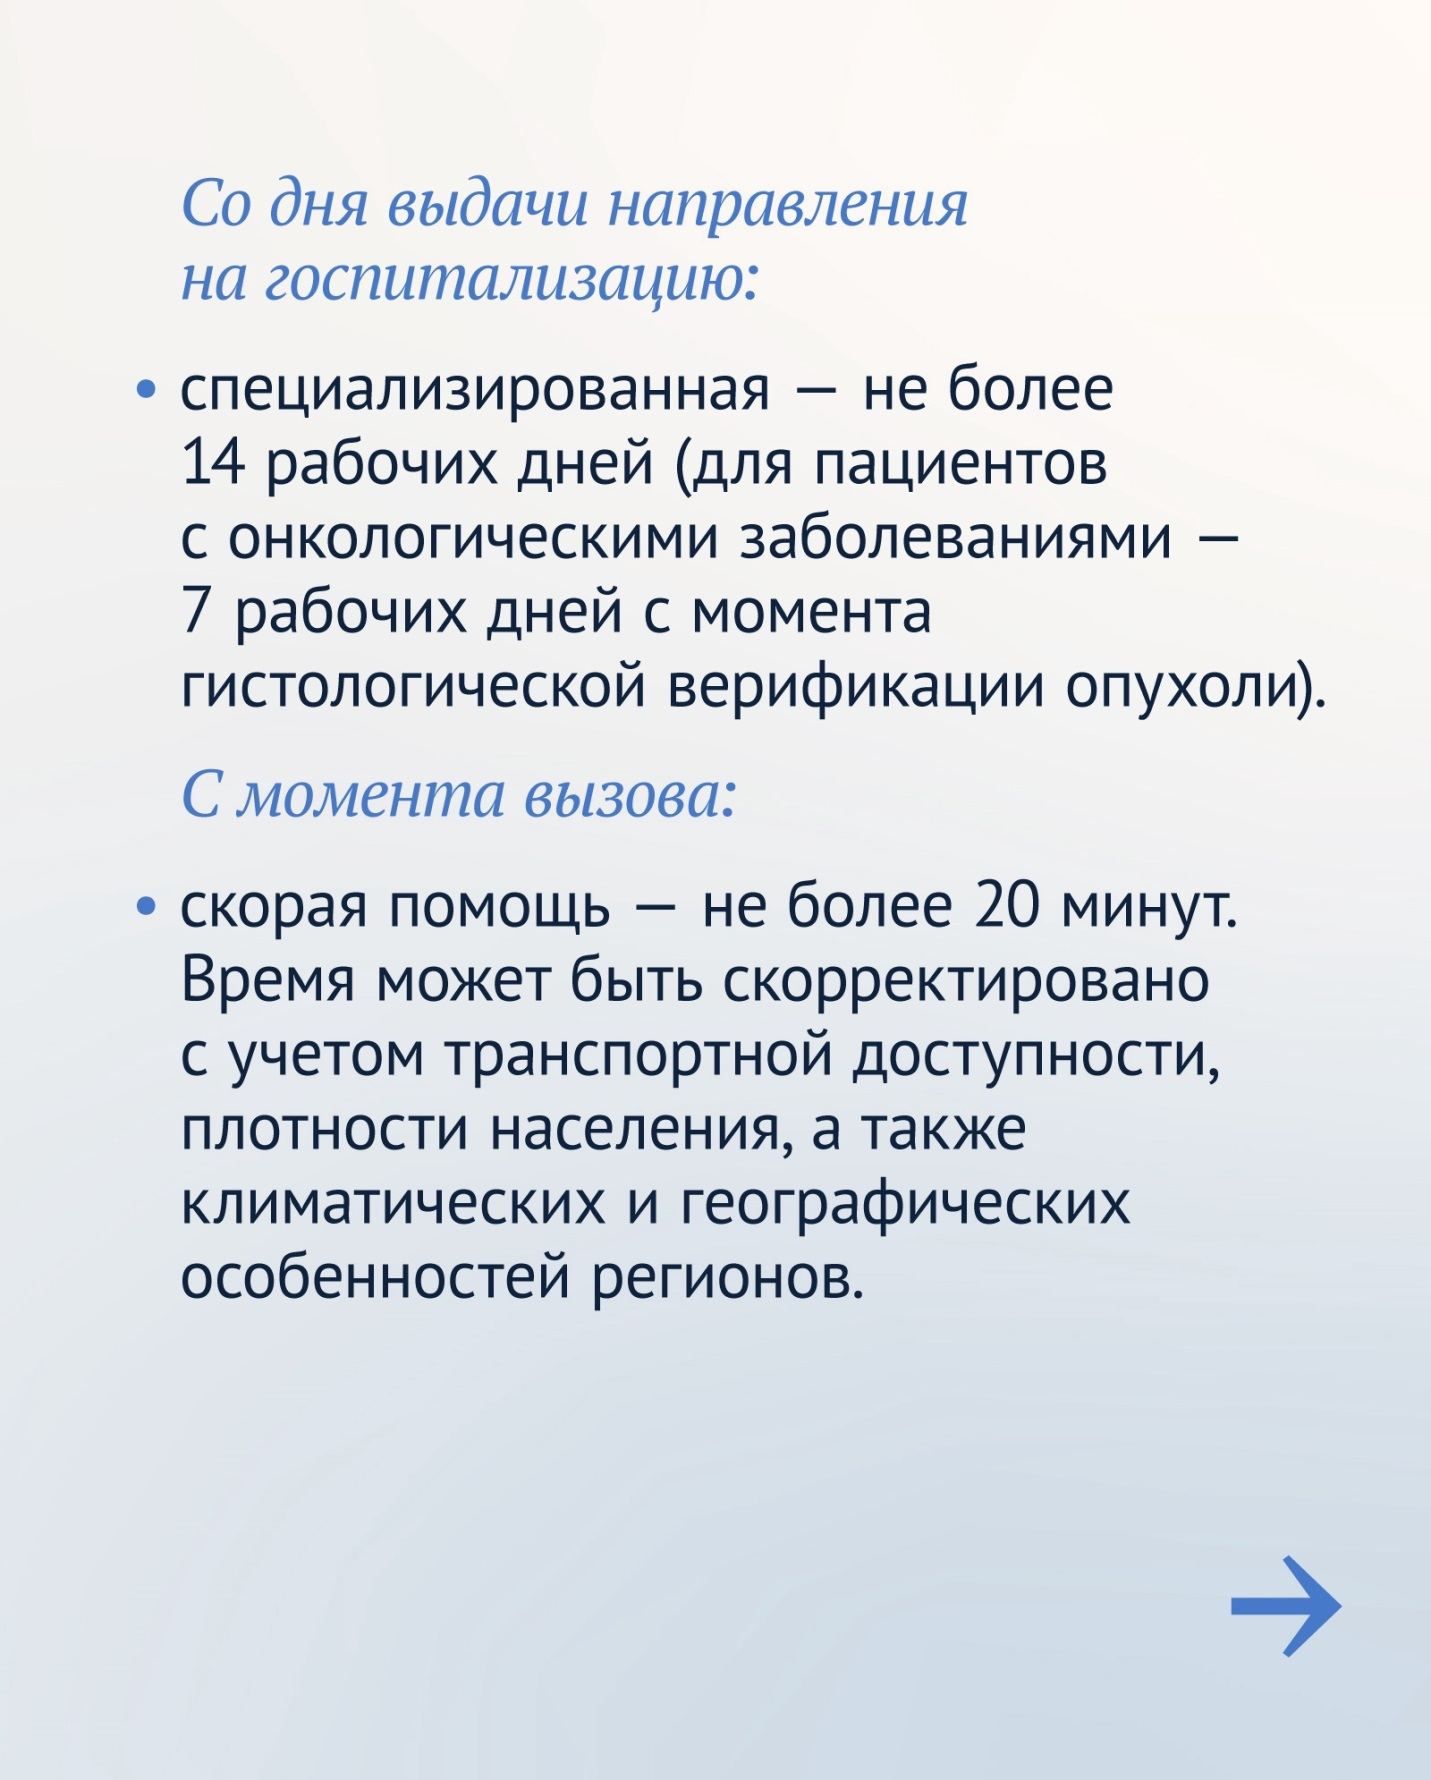 Со дня выдачи направления
на госпитализацию:
• специализированная — не более
14 рабочих дней (для пациентов
с онкологическими заболеваниями —
7 рабочих дней с момента
гистологической верификации опухоли).
С момента вызова:
• скорая помощь — не более 20 минут.
Время может быть скорректировано
с учетом транспортной доступности,
плотности населения, а также
климатических и географических
особенностей регионов.